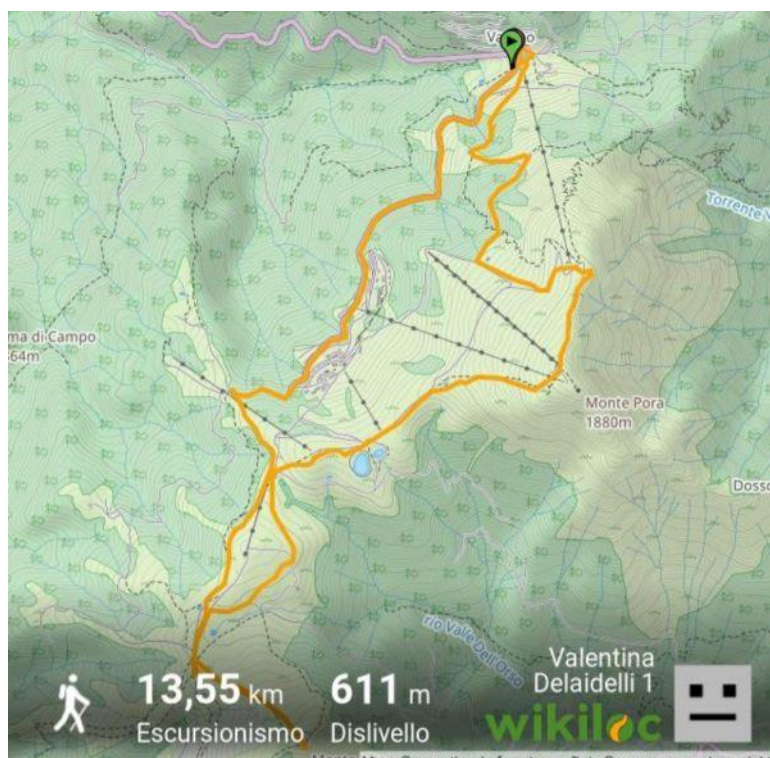 Torrente
ma di Campo
64m
Monte Pora
1880m
Dosso
rio Valle Dell'Orso
Valentina
Delaidelli 1
13,55 km
611 m
Escursionismo
Dislivello
wikiloc